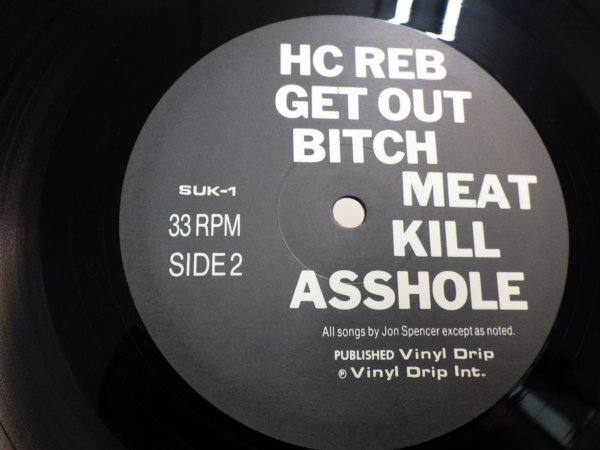 HC REB
GET OUT
BITCH
MEAT
KILL
ASSHOLE
SUK-1
33 RPM
SIDE 2
All songs by Jon Spencer except as noted.
PUBLISHED Vinyl Drip
℗ Vinyl Drip Int.